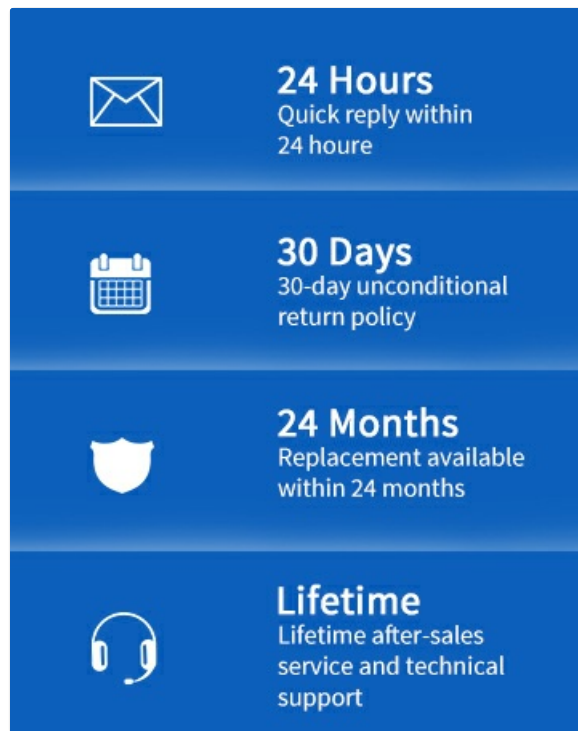 24 Hours
Quick reply within
24 houre
30 Days
30-day unconditional
return policy
24 Months
Replacement available
within 24 months
Lifetime
Lifetime after-sales
service and technical
support